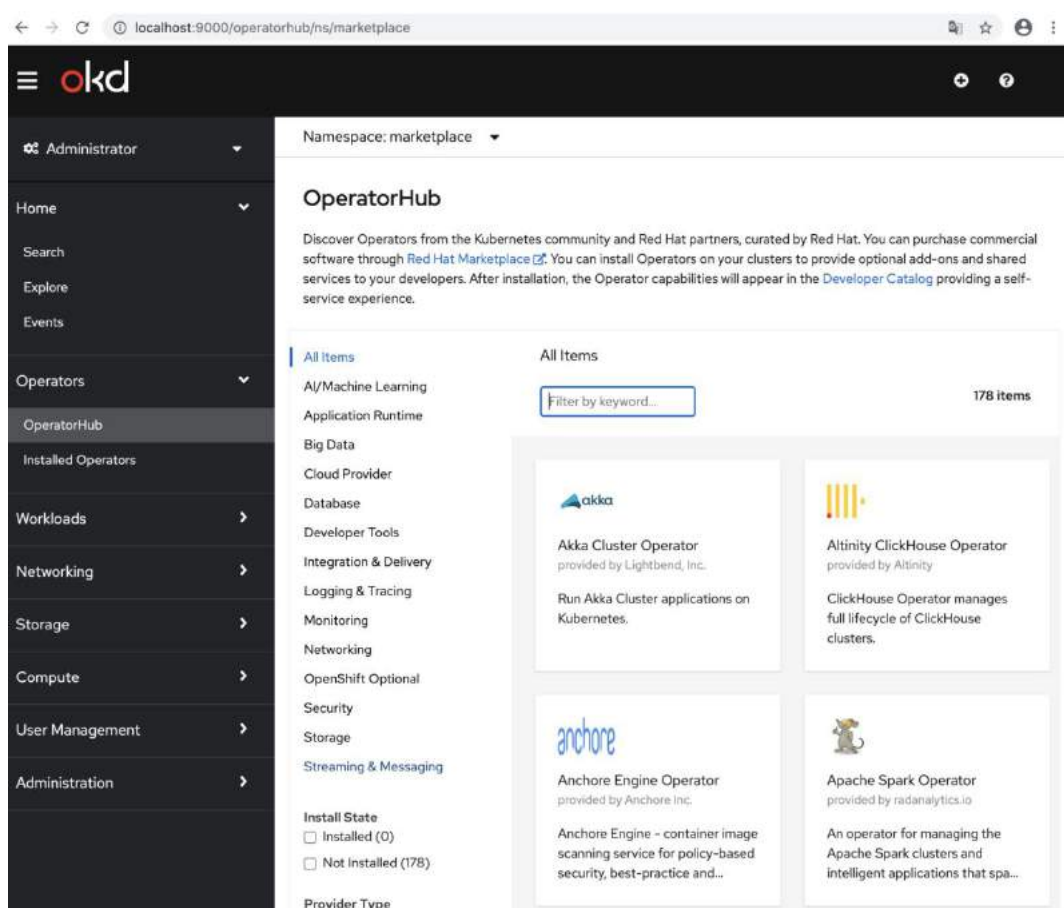 localhost:9000/operatorhub/ns/marketplace
okd
Administrator
Home
Search
Explore
Events
Operators
OperatorHub
Installed Operators
Workloads
Networking
Storage
Compute
User Management
Administration
Namespace: marketplace
OperatorHub
Discover Operators from the Kubernetes community and Red Hat partners, curated by Red Hat. You can purchase commercial
software through Red Hat Marketplace. You can install Operators on your clusters to provide optional add-ons and shared
services to your developers. After installation, the Operator capabilities will appear in the Developer Catalog providing a self-
service experience.
All Items
AI/Machine Learning
Application Runtime
Big Data
Cloud Provider
Database
Developer Tools
Integration & Delivery
Logging & Tracing
Monitoring
Networking
OpenShift Optional
Security
Storage
Streaming & Messaging
Install State
Installed (0)
Not Installed (178)
Provider Type
All Items
Filter by keyword...
178 items
akka
Akka Cluster Operator
provided by Lightbend, Inc.
Run Akka Cluster applications on
Kubernetes.
Altinity ClickHouse Operator
provided by Altinity
ClickHouse Operator manages
full lifecycle of ClickHouse
clusters.
anchore
Anchore Engine Operator
provided by Anchore Inc.
Anchore Engine - container image
scanning service for policy-based
security, best-practice and...
Apache Spark Operator
provided by radanalytics.io
An operator for managing the
Apache Spark clusters and
intelligent applications that spa...